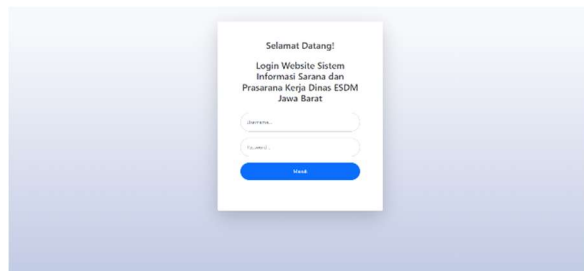 Selamat Datang!
Login Website Sistem
Informasi Sarana dan
Prasarana Kerja Dinas ESDM
Jawa Barat
Username...
Password...
Masuk